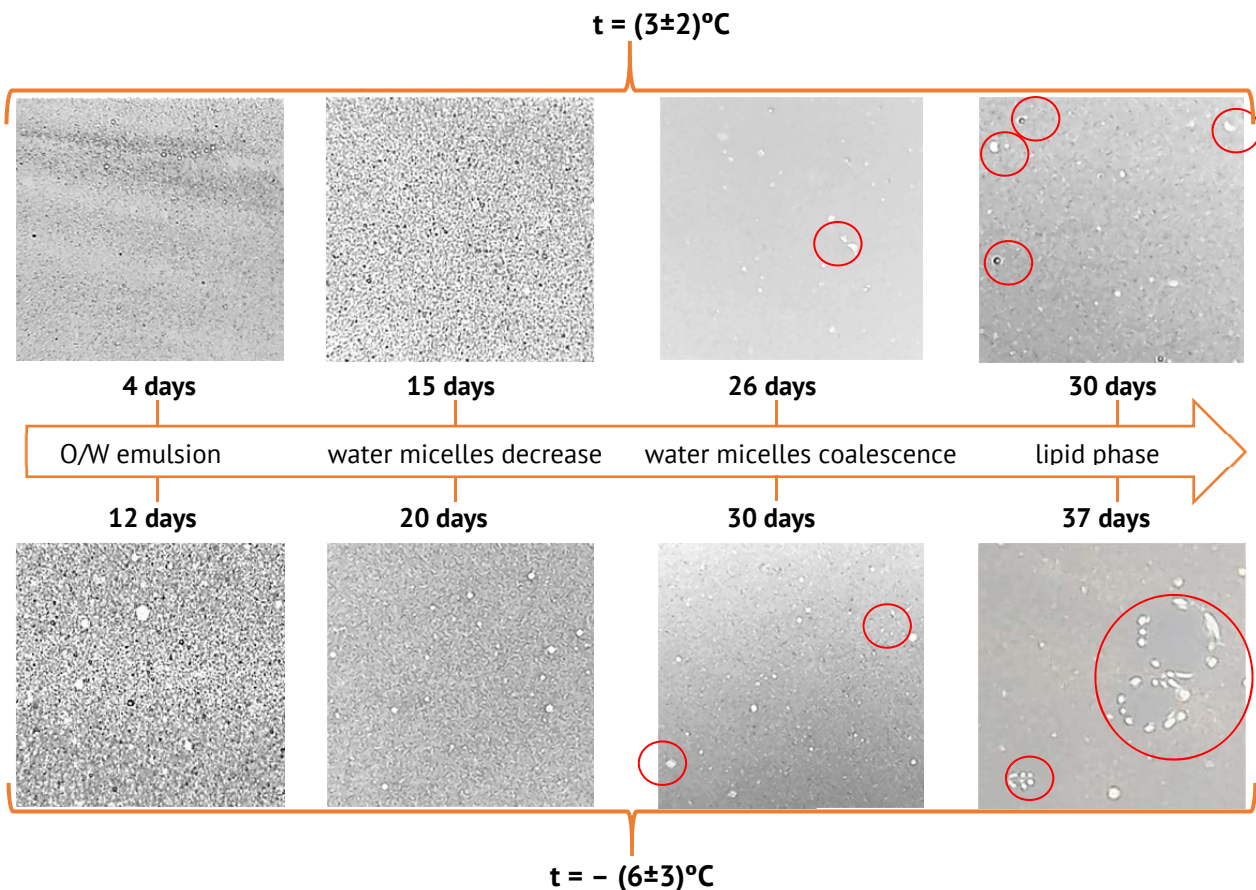 t = (3±2)ºC
4 days
15 days
26 days
30 days
O/W emulsion
water micelles decrease
water micelles coalescence
lipid phase
12 days
20 days
30 days
37 days
t = – (6±3)ºC